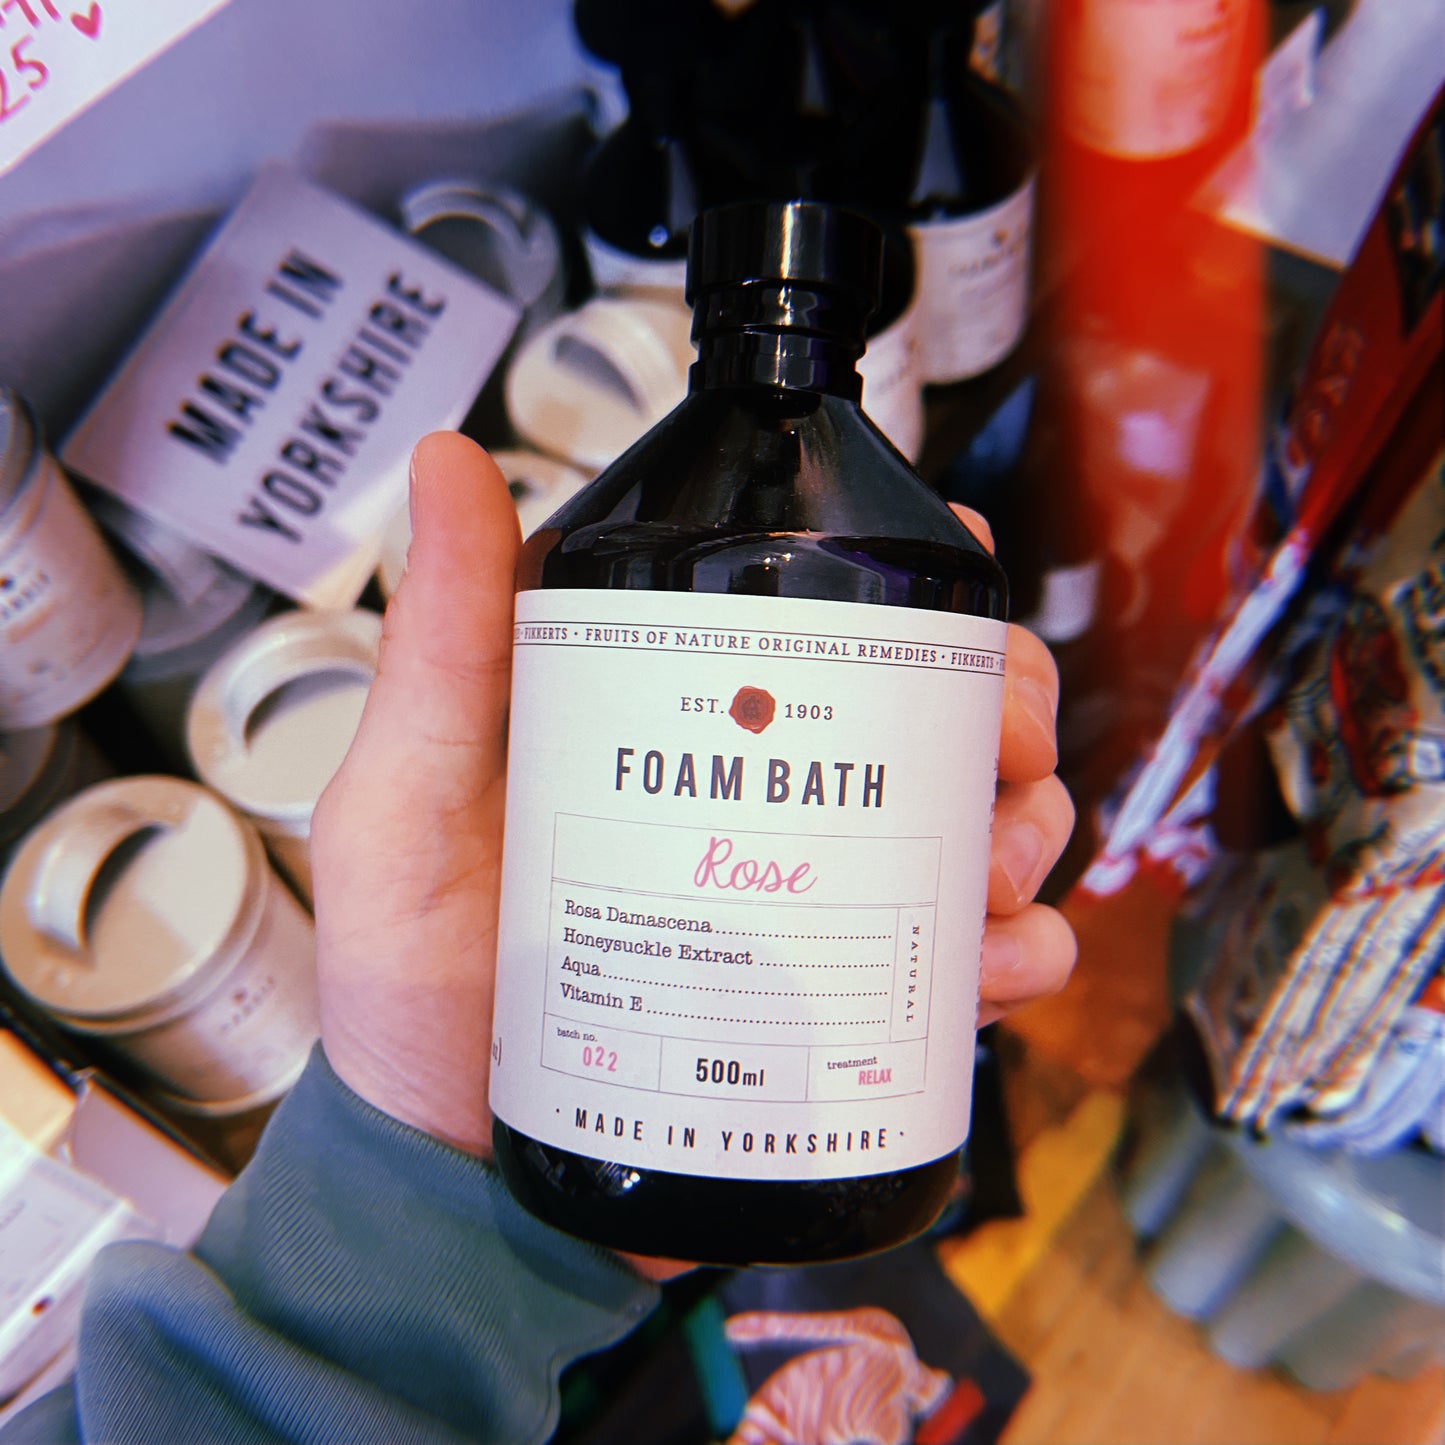 25
MADE IN
YORKSHIRE
FIKKERTS • FRUITS OF NATURE ORIGINAL REMEDIES • FIKKERTS •
EST. 1903
FOAM BATH
Rose
Rosa Damascena
Honeysuckle Extract
Aqua
Vitamin E
NATURAL
batch no.
022
500ml
treatment
RELAX
· MADE IN YORKSHIRE ·